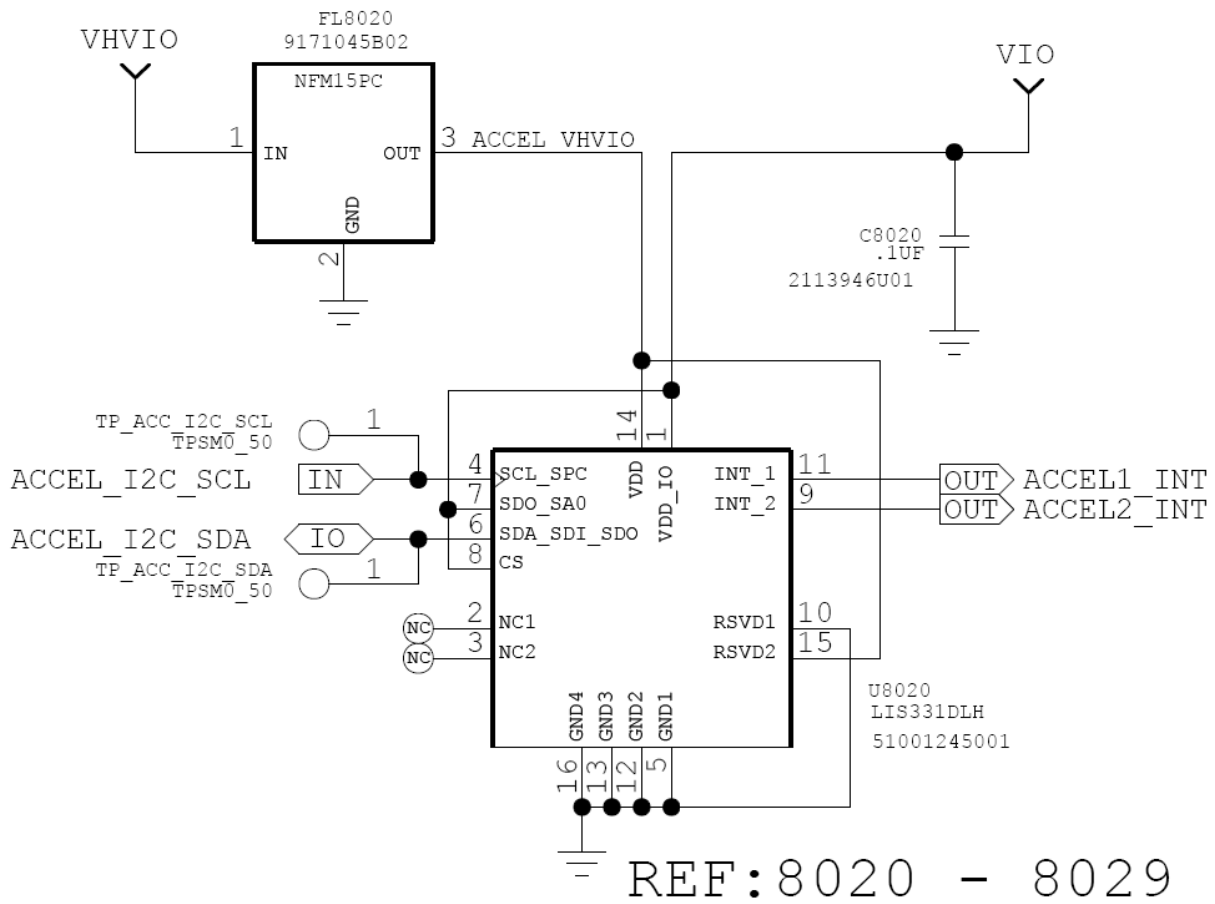 FL8020
9171045B02
VHVIO
NFM15PC
VIO
1
IN
OUT
3
ACCEL_VHVIO
GND
2
C8020
.1UF
2113946U01
TP_ACC_I2C_SCL
TPSM0_50
1
14
1
ACCEL_I2C_SCL
IN
4
SCL_SPC
VDD
VDD_IO
INT_1
11
OUT
ACCEL1_INT
7
SDO_SA0
INT_2
9
OUT
ACCEL2_INT
ACCEL_I2C_SDA
IO
6
SDA_SDI_SDO
8
CS
TP_ACC_I2C_SDA
TPSM0_50
1
NC
2
NC1
RSVD1
10
NC
3
NC2
RSVD2
15
GND4
GND3
GND2
GND1
U8020
LIS331DLH
51001245001
16
13
12
5
REF:8020 - 8029